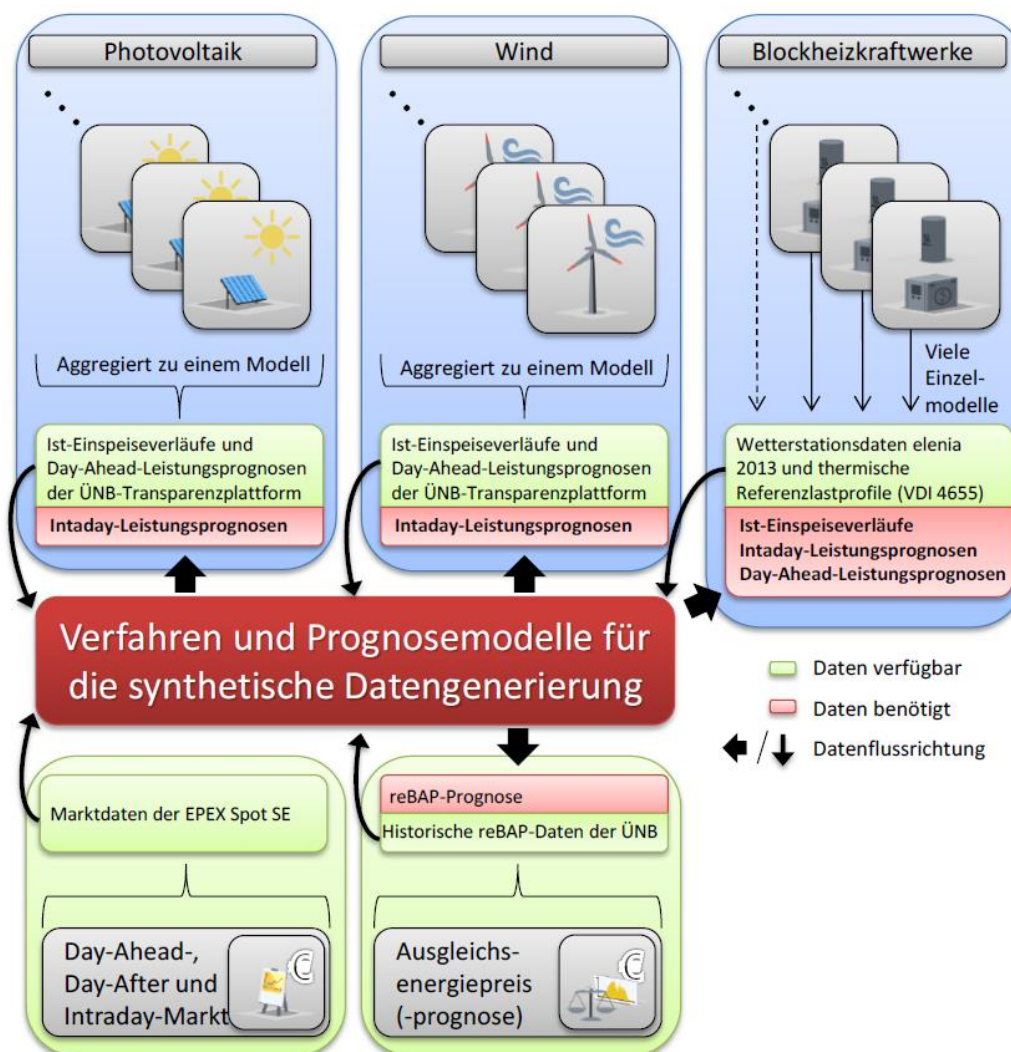 Photovoltaik
Wind
Blockheizkraftwerke
Aggregiert zu einem Modell
Aggregiert zu einem Modell
Viele
Einzel-
modelle
Ist-Einspeiseverläufe und
Day-Ahead-Leistungsprognosen
der ÜNB-Transparenzplattform
Intaday-Leistungsprognosen
Ist-Einspeiseverläufe und
Day-Ahead-Leistungsprognosen
der ÜNB-Transparenzplattform
Intaday-Leistungsprognosen
Wetterstationsdaten elenia
2013 und thermische
Referenzlastprofile (VDI 4655)
Ist-Einspeiseverläufe
Intaday-Leistungsprognosen
Day-Ahead-Leistungsprognosen
Verfahren und Prognosemodelle für
die synthetische Datengenerierung
Daten verfügbar
Daten benötigt
/ Datenflussrichtung
Marktdaten der EPEX Spot SE
reBAP-Prognose
Historische reBAP-Daten der ÜNB
Day-Ahead-,
Day-After und
Intraday-Markt
Ausgleichs-
energiepreis
(-prognose)